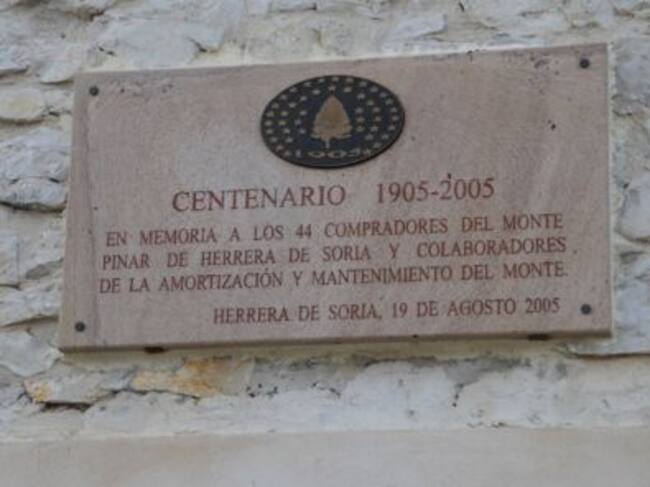 1905
CENTENARIO 1905-2005
EN MEMORIA A LOS 44 COMPRADORES DEL MONTE
PINAR DE HERRERA DE SORIA Y COLABORADORES
DE LA AMORTIZACIÓN Y MANTENIMIENTO DEL MONTE.
HERRERA DE SORIA, 19 DE AGOSTO 2005